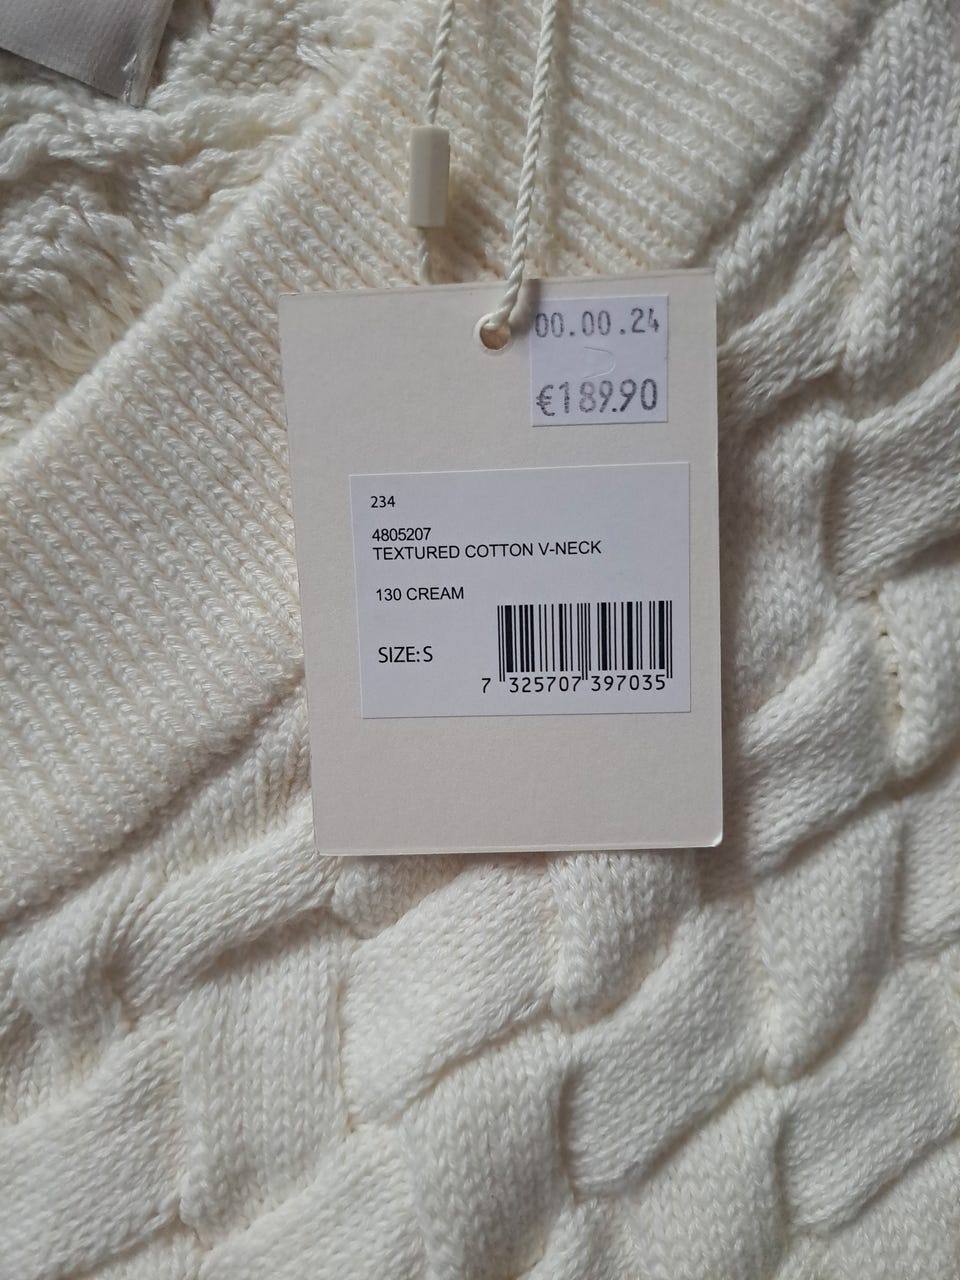 00.00.24
€189.90
234
4805207
TEXTURED COTTON V-NECK
130 CREAM
SIZE: S
7 325707 397035